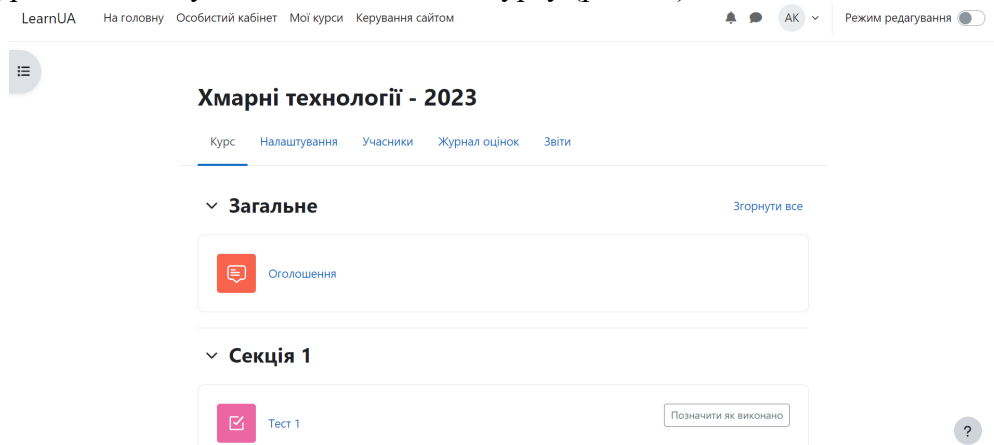 LearnUA На головну Особистий кабінет Мої курси Керування сайтом АК Режим редагування
Хмарні технології - 2023
Курс Налаштування Учасники Журнал оцінок Звіти
Загальне Згорнути все
Оголошення
Секція 1
Тест 1 Позначити як виконано
?